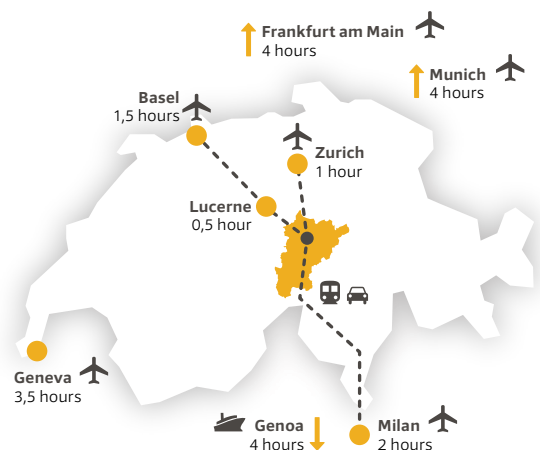 Frankfurt am Main
4 hours
Munich
4 hours
Basel
1,5 hours
Zurich
1 hour
Lucerne
0,5 hour
Geneva
3,5 hours
Genoa
4 hours
Milan
2 hours